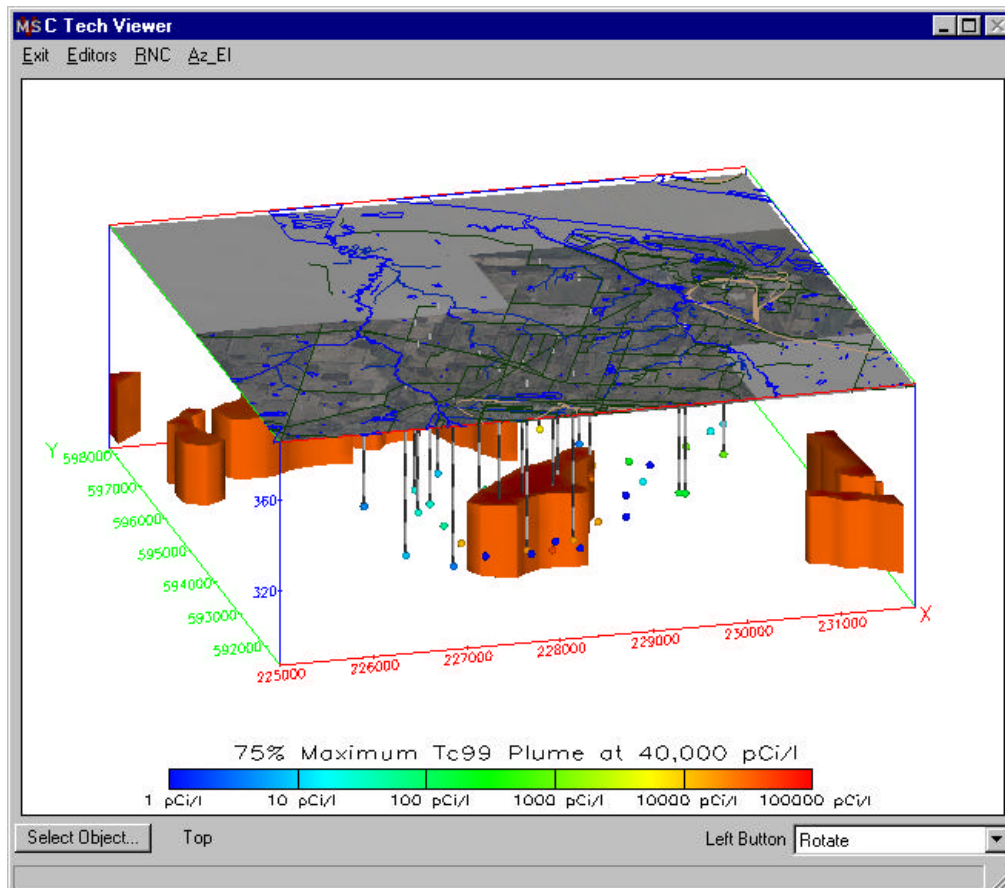 MS C Tech Viewer
Exit Editors RNC Az_El
Y
598000
597000
596000
595000
594000
593000
592000
360
320
225000
226000
227000
228000
229000
230000
231000
X
75% Maximum Tc99 Plume at 40,000 pCi/l
1 pCi/l 10 pCi/l 100 pCi/l 1000 pCi/l 10000 pCi/l 100000 pCi/l
Select Object... Top Left Button Rotate